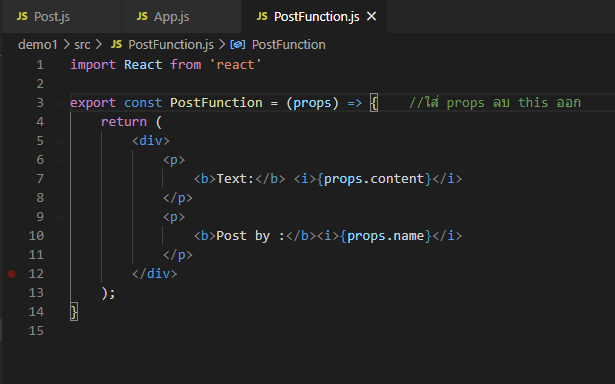 JS Post.js JS App.js JS PostFunction.js ×
demo1 > src > JS PostFunction.js > PostFunction
1 import React from 'react'
2
3 export const PostFunction = (props) => { //ใส่ props ลบ this ออก
4 return (
5 <div>
6 <p>
7 <b>Text:</b> <i>{props.content}</i>
8 </p>
9 <p>
10 <b>Post by :</b><i>{props.name}</i>
11 </p>
12 </div>
13 );
14 }
15